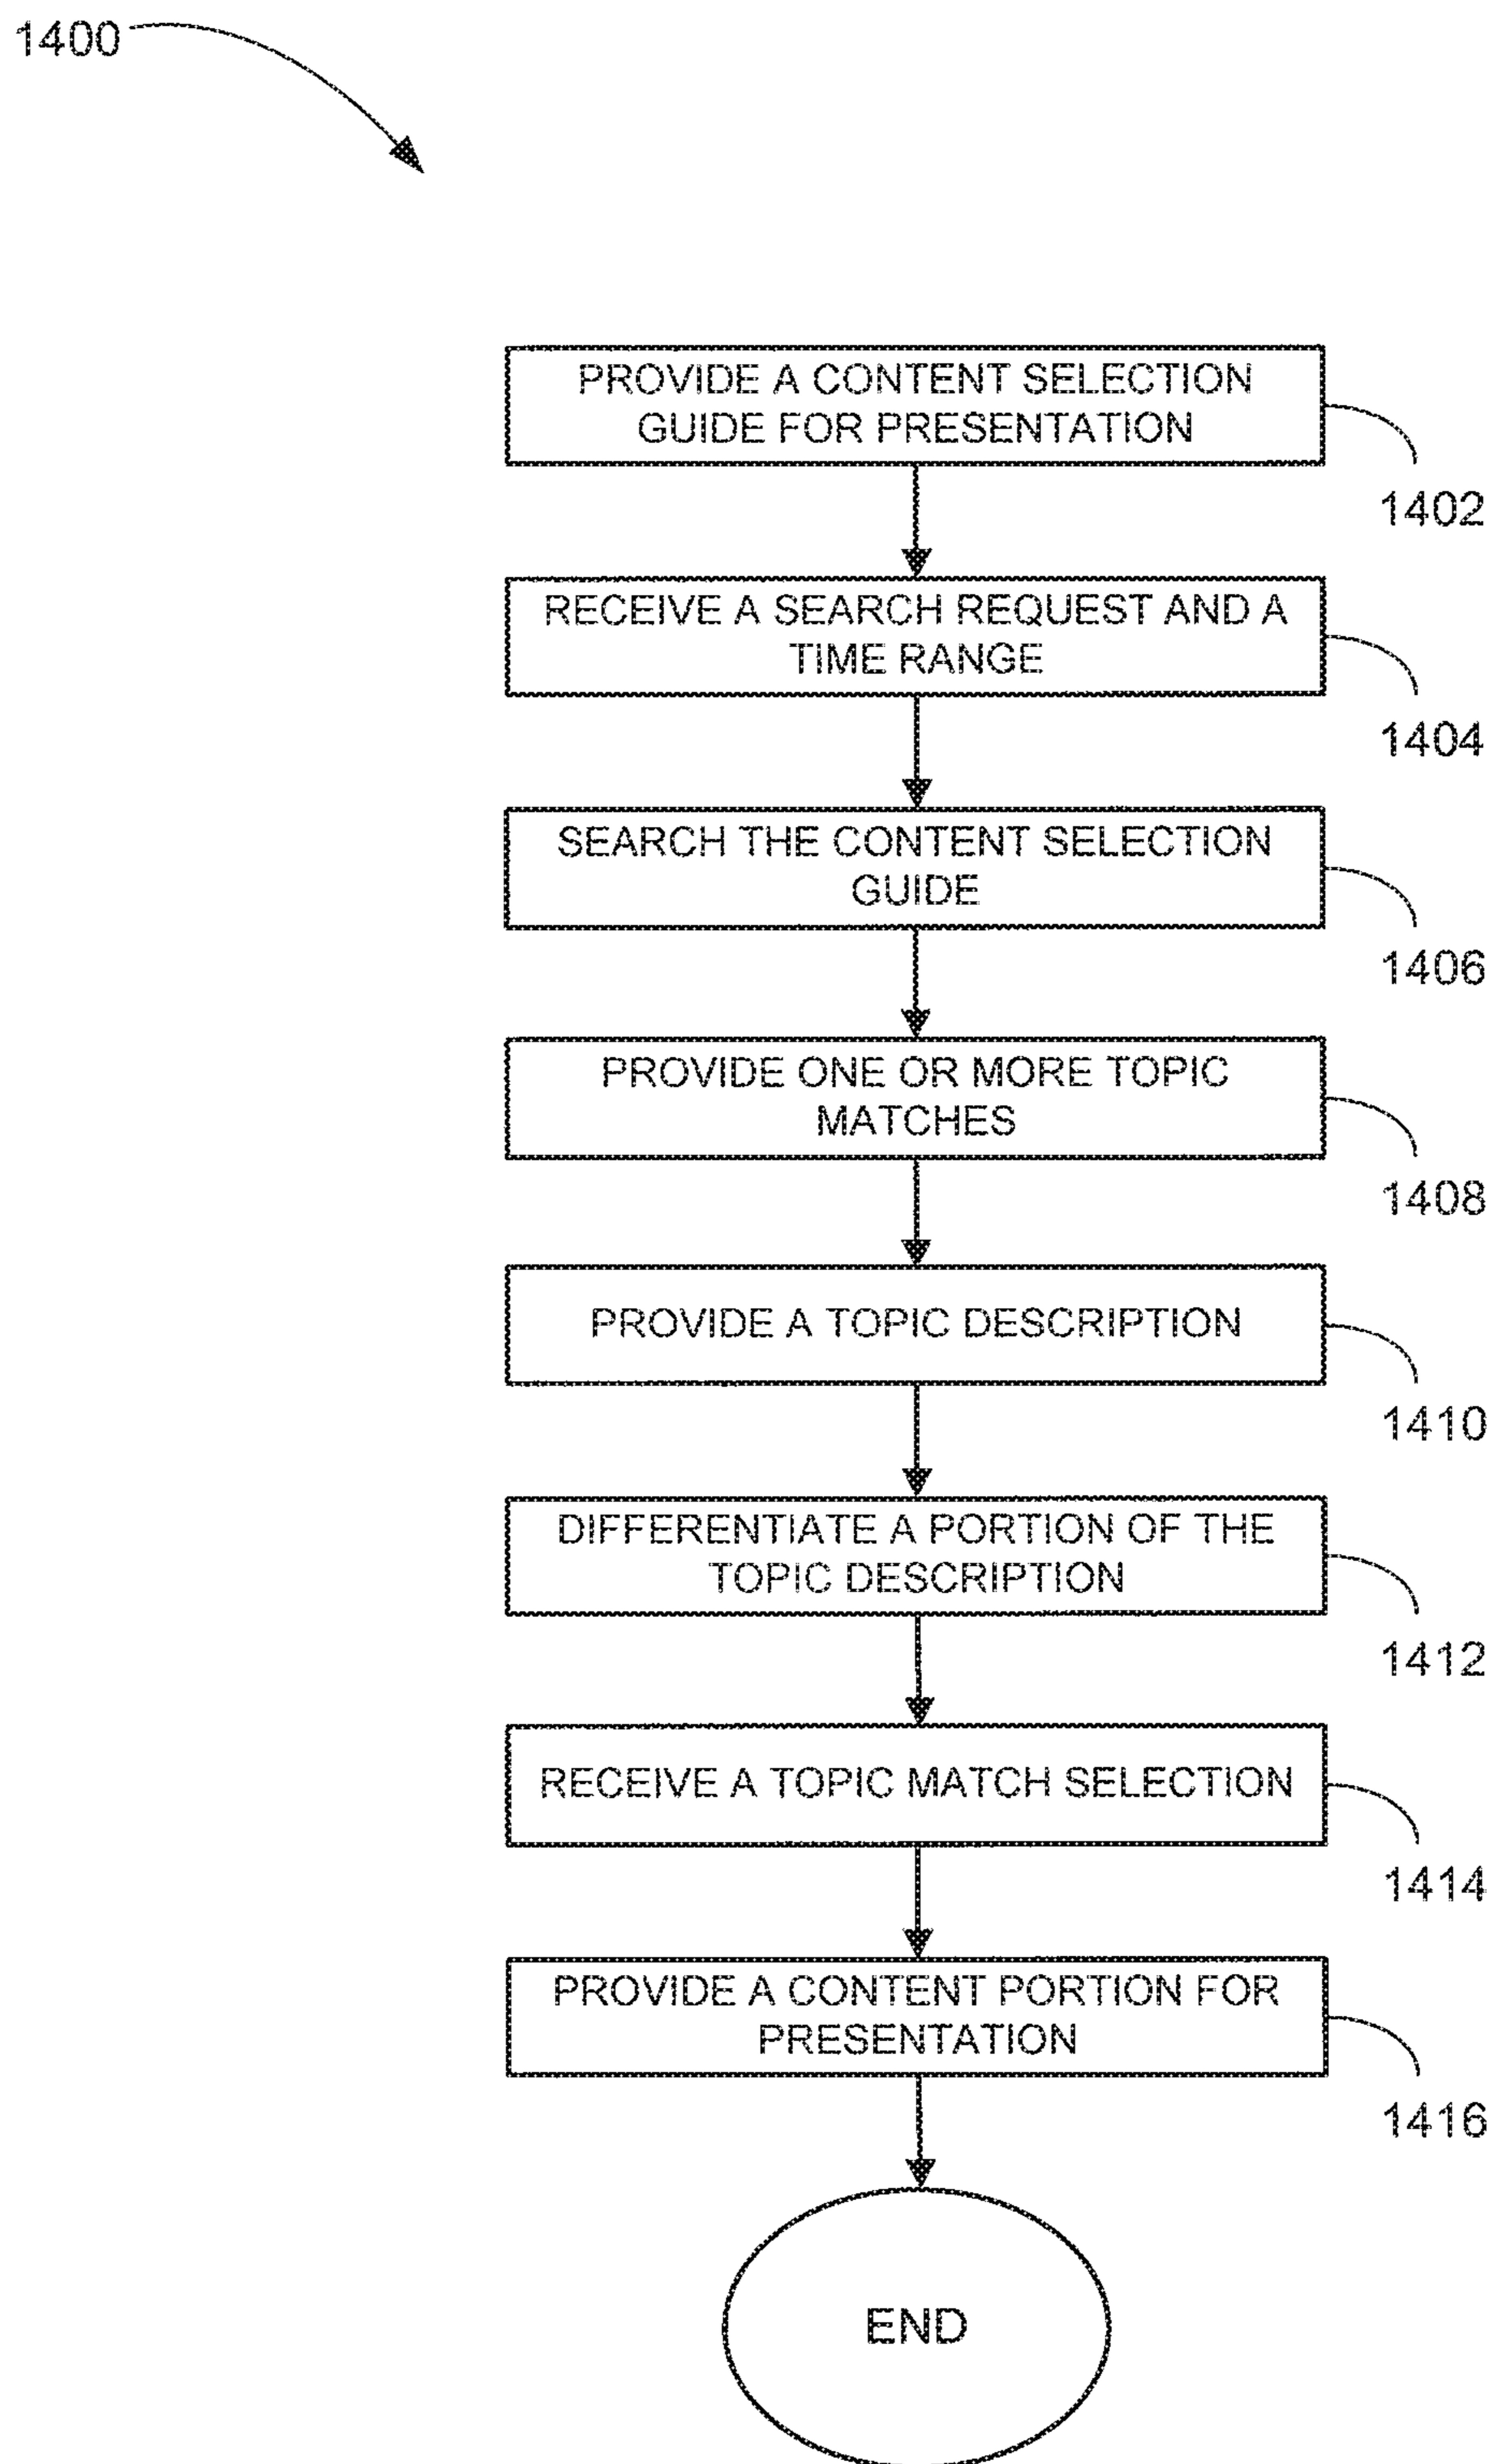 1400
PROVIDE A CONTENT SELECTION
GUIDE FOR PRESENTATION
1402
RECEIVE A SEARCH REQUEST AND A
TIME RANGE
1404
SEARCH THE CONTENT SELECTION
GUIDE
1406
PROVIDE ONE OR MORE TOPIC
MATCHES
1408
PROVIDE A TOPIC DESCRIPTION
1410
DIFFERENTIATE A PORTION OF THE
TOPIC DESCRIPTION
1412
RECEIVE A TOPIC MATCH SELECTION
1414
PROVIDE A CONTENT PORTION FOR
PRESENTATION
1416
END